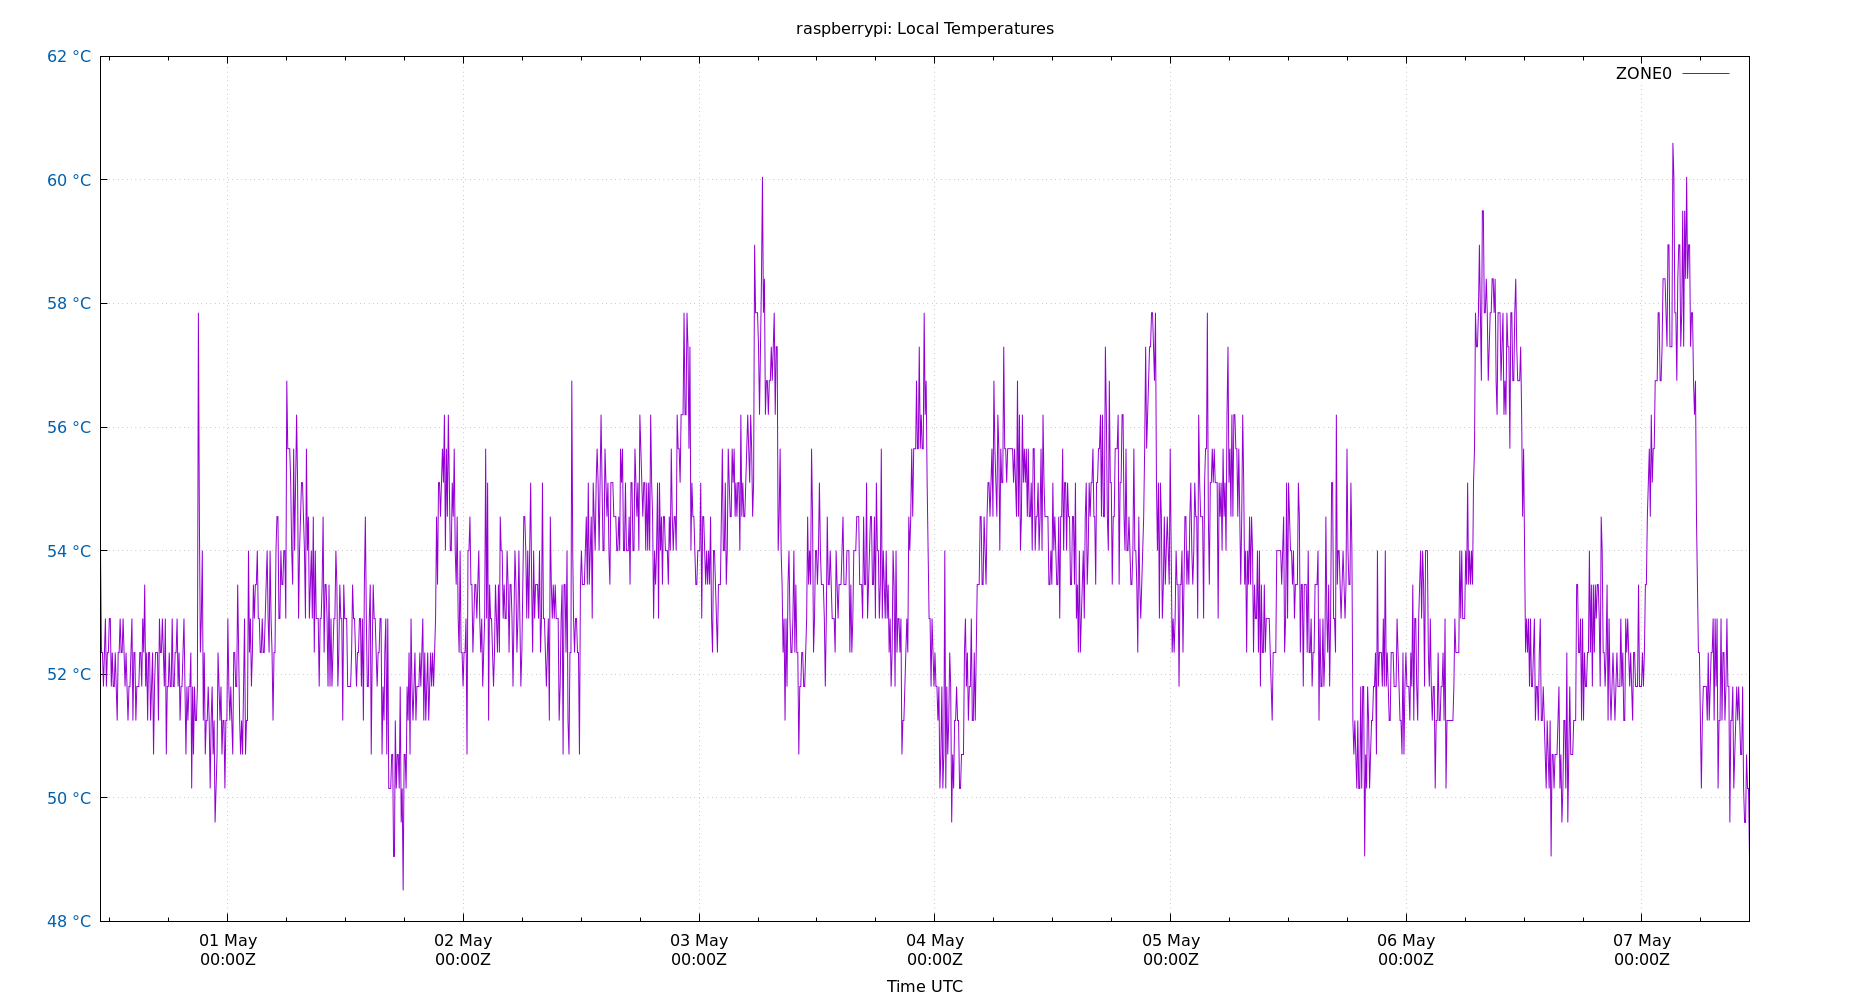 raspberrypi: Local Temperatures
ZONE0
62 °C
60 °C
58 °C
56 °C
54 °C
52 °C
50 °C
48 °C
01 May 02 May 03 May 04 May 05 May 06 May 07 May
00:00Z 00:00Z 00:00Z 00:00Z 00:00Z 00:00Z 00:00Z
Time UTC